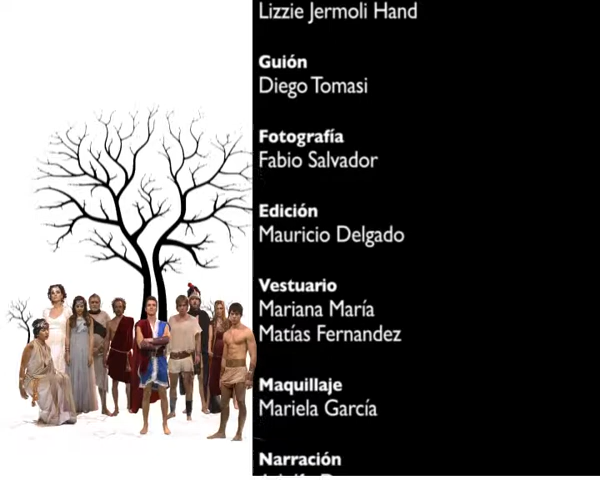 Lizzie Jermoli Hand
Guión
Diego Tomasi
Fotografía
Fabio Salvador
Edición
Mauricio Delgado
Vestuario
Mariana María
Matías Fernandez
Maquillaje
Mariela García
Narración